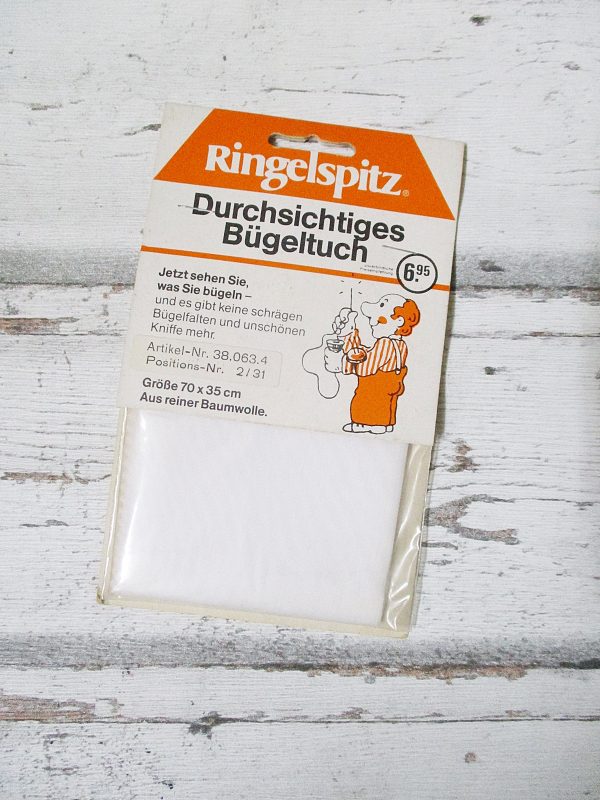 Ringelspitz®
Durchsichtiges
Bügeltuch
6.95
Jetzt sehen Sie,
was Sie bügeln –
und es gibt keine schrägen
Bügelfalten und unschönen
Kniffe mehr.
Artikel-Nr. 38.063.4
Positions-Nr. 2/31
Größe 70 x 35 cm
Aus reiner Baumwolle.